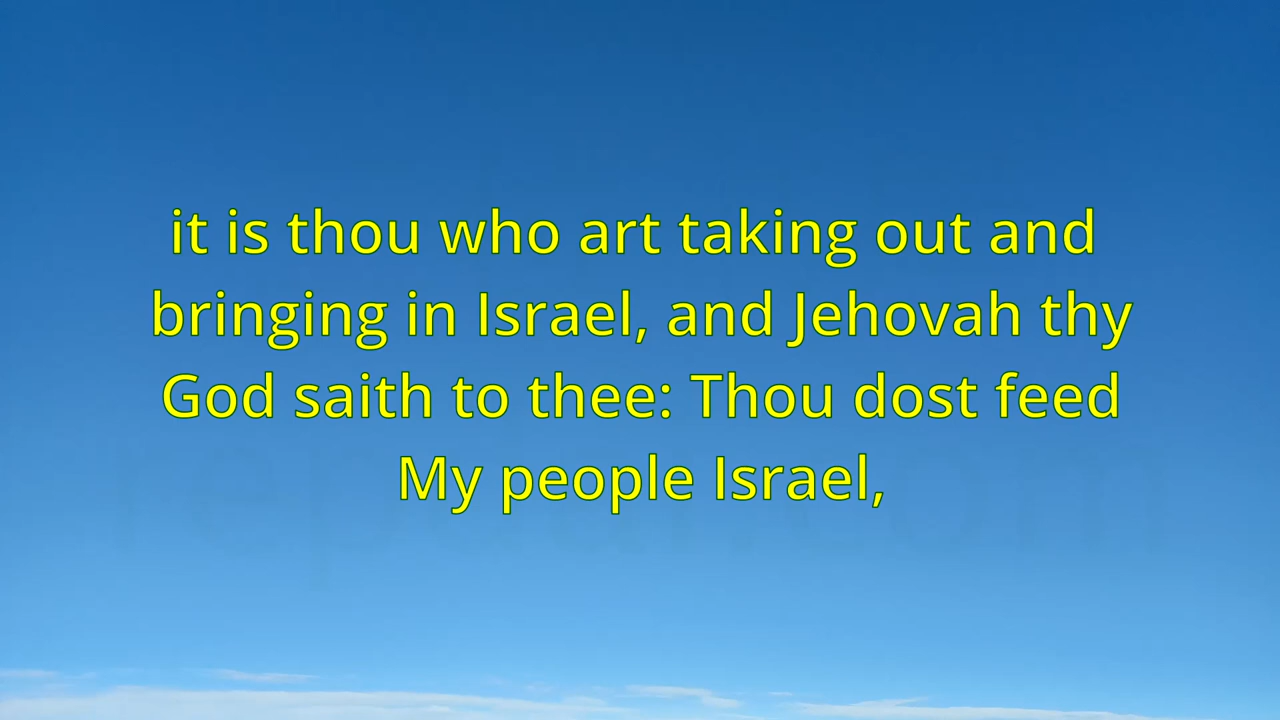 it is thou who art taking out and
bringing in Israel, and Jehovah thy
God saith to thee: Thou dost feed
My people Israel,